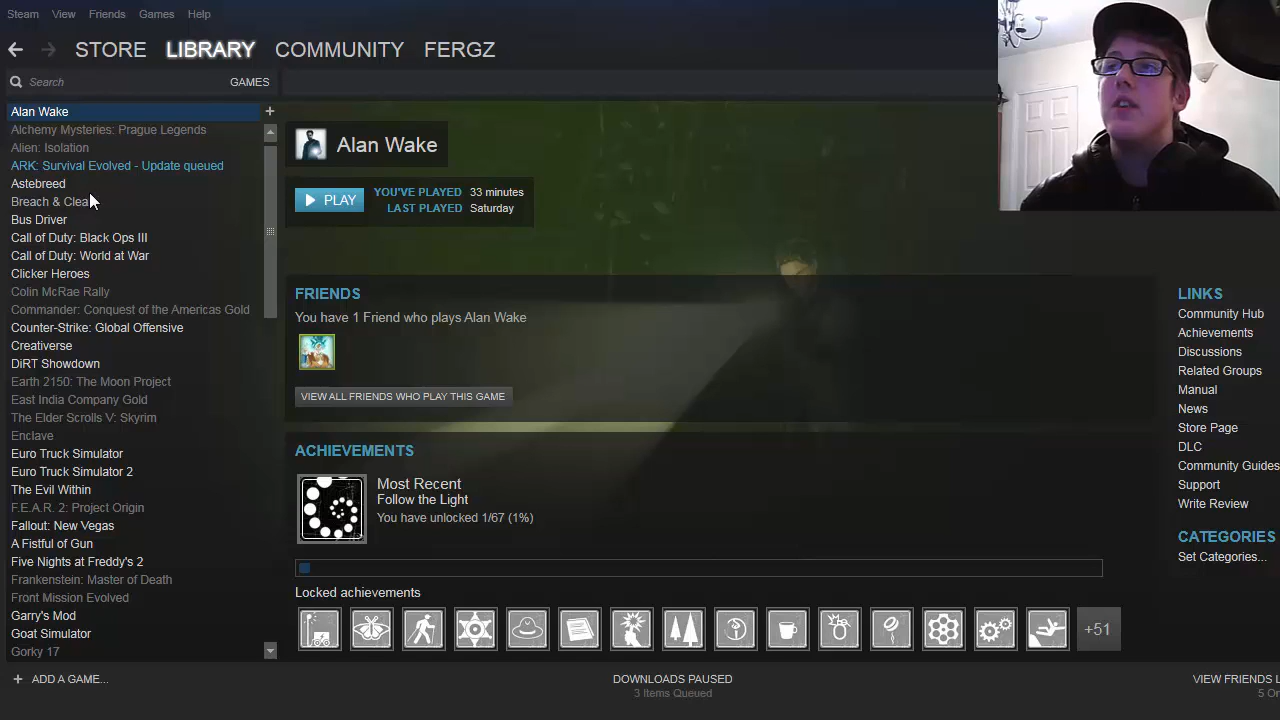 Steam View Friends Games Help
STORE LIBRARY COMMUNITY FERGZ
Search GAMES
Alan Wake
Alchemy Mysteries: Prague Legends
Alien: Isolation
ARK: Survival Evolved - Update queued
Astebreed
Breach & Clea
Bus Driver
Call of Duty: Black Ops III
Call of Duty: World at War
Clicker Heroes
Colin McRae Rally
Commander: Conquest of the Americas Gold
Counter-Strike: Global Offensive
Creativerse
DiRT Showdown
Earth 2150: The Moon Project
East India Company Gold
The Elder Scrolls V: Skyrim
Enclave
Euro Truck Simulator
Euro Truck Simulator 2
The Evil Within
F.E.A.R. 2: Project Origin
Fallout: New Vegas
A Fistful of Gun
Five Nights at Freddy's 2
Frankenstein: Master of Death
Front Mission Evolved
Garry's Mod
Goat Simulator
Gorky 17
+ ADD A GAME...
Alan Wake
PLAY
YOU'VE PLAYED 33 minutes
LAST PLAYED Saturday
FRIENDS
You have 1 Friend who plays Alan Wake
VIEW ALL FRIENDS WHO PLAY THIS GAME
ACHIEVEMENTS
Most Recent
Follow the Light
You have unlocked 1/67 (1%)
Locked achievements
+51
LINKS
Community Hub
Achievements
Discussions
Related Groups
Manual
News
Store Page
DLC
Community Guides
Support
Write Review
CATEGORIES
Set Categories...
DOWNLOADS PAUSED
3 Items Queued
VIEW FRIENDS L
5 On